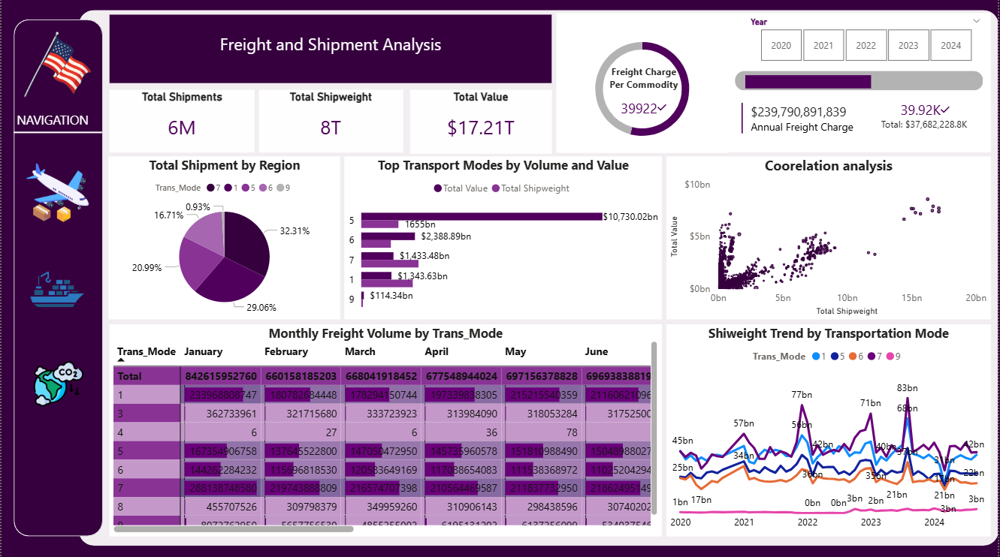 Freight and Shipment Analysis
NAVIGATION
Total Shipments
6M
Total Shipweight
8T
Total Value
$17.21T
Freight Charge
Per Commodity
39922
Year
2020 2021 2022 2023 2024
$239,790,891,839
Annual Freight Charge
39.92K
Total: $37,682,228.8K
CO2
Total Shipment by Region
Trans_Mode 7 1 5 6 9
0.93%
16.71%
32.31%
20.99%
29.06%
Top Transport Modes by Volume and Value
Total Value Total Shipweight
5 $10,730.02bn
1655bn
6 $2,388.89bn
7 $1,433.48bn
1 $1,343.63bn
9 $114.34bn
Coorelation analysis
Total Value
$10bn
$5bn
$0bn
0bn 5bn 10bn 15bn 20bn
Total Shipweight
Monthly Freight Volume by Trans_Mode
Trans_Mode January February March April May June
Total 842615952760 660158185203 668041918452 677548944024 697156378828 69693838819
1 233968808747 180782684448 178294150744 197339838305 215215540359 21160621096
3 362733961 321715680 333723923 313984090 318053284 31752500
4 6 27 6 36 78
5 167354906758 137645522800 147050472950 145735960578 151810988490 15048988027
6 144262284232 115696818530 120583649169 117088654083 111538368972 11025204294
7 288138748580 219743888809 216574707398 210564469587 211837732950 21862495149
8 455707526 309798379 349959260 310906143 298438596 30740202
Shiweight Trend by Transportation Mode
Trans_Mode 1 5 6 7 9
83bn
77bn
71bn
68bn
57bn
56bn
45bn
42bn
40bn
42bn
34bn
37bn
31bn
25bn
36bn
35bn
22bn
17bn
1bn 17bn
0bn 0bn 3bn 2bn 21bn 21bn 3bn
3bn
2020 2021 2022 2023 2024